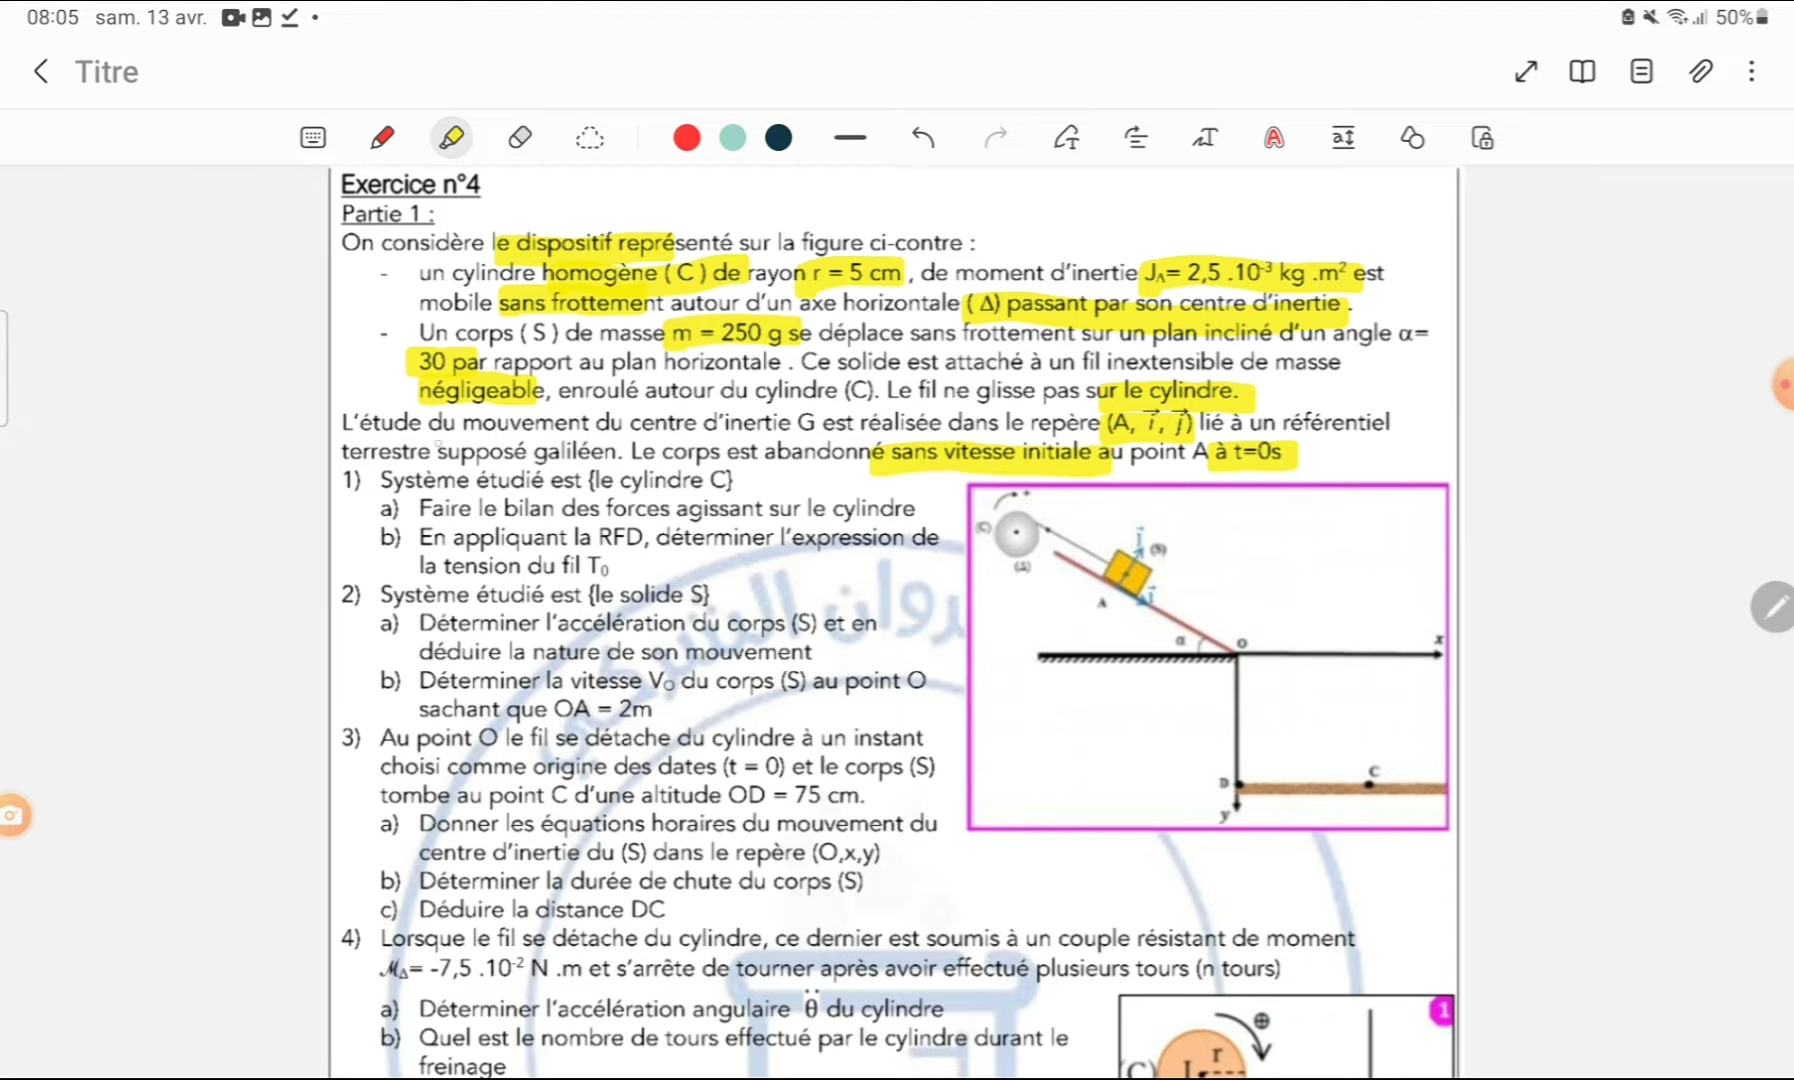 08:05 sam. 13 avr.
50%
Titre
Exercice n°4
Partie 1 :
On considère le dispositif représenté sur la figure ci-contre :
- un cylindre homogène ( C ) de rayon r = 5 cm , de moment d'inertie J_Δ= 2,5 .10⁻³ kg .m² est
mobile sans frottement autour d'un axe horizontale ( Δ) passant par son centre d'inertie .
- Un corps ( S ) de masse m = 250 g se déplace sans frottement sur un plan incliné d'un angle α=
30 par rapport au plan horizontale . Ce solide est attaché à un fil inextensible de masse
négligeable, enroulé autour du cylindre (C). Le fil ne glisse pas sur le cylindre.
L'étude du mouvement du centre d'inertie G est réalisée dans le repère (A, i⃗, j⃗) lié à un référentiel
terrestre supposé galiléen. Le corps est abandonné sans vitesse initiale au point A à t=0s
1) Système étudié est {le cylindre C}
a) Faire le bilan des forces agissant sur le cylindre
b) En appliquant la RFD, déterminer l'expression de
la tension du fil T₀
2) Système étudié est {le solide S}
a) Déterminer l'accélération du corps (S) et en
déduire la nature de son mouvement
b) Déterminer la vitesse V_O du corps (S) au point O
sachant que OA = 2m
3) Au point O le fil se détache du cylindre à un instant
choisi comme origine des dates (t = 0) et le corps (S)
tombe au point C d'une altitude OD = 75 cm.
a) Donner les équations horaires du mouvement du
centre d'inertie du (S) dans le repère (O,x,y)
b) Déterminer la durée de chute du corps (S)
c) Déduire la distance DC
(C) + j⃗ (S)
(Δ) A i⃗
α O x
D C
y
4) Lorsque le fil se détache du cylindre, ce dernier est soumis à un couple résistant de moment
ℳ_Δ= -7,5 .10⁻² N .m et s'arrête de tourner après avoir effectué plusieurs tours (n tours)
a) Déterminer l'accélération angulaire θ̈ du cylindre
b) Quel est le nombre de tours effectué par le cylindre durant le
freinage
1
⊕
r
(C)